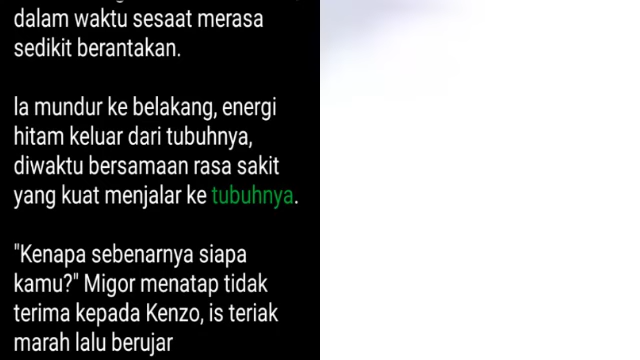 dalam waktu sesaat merasa
sedikit berantakan.
Ia mundur ke belakang, energi
hitam keluar dari tubuhnya,
diwaktu bersamaan rasa sakit
yang kuat menjalar ke tubuhnya.
"Kenapa sebenarnya siapa
kamu?" Migor menatap tidak
terima kepada Kenzo, is teriak
marah lalu berujar